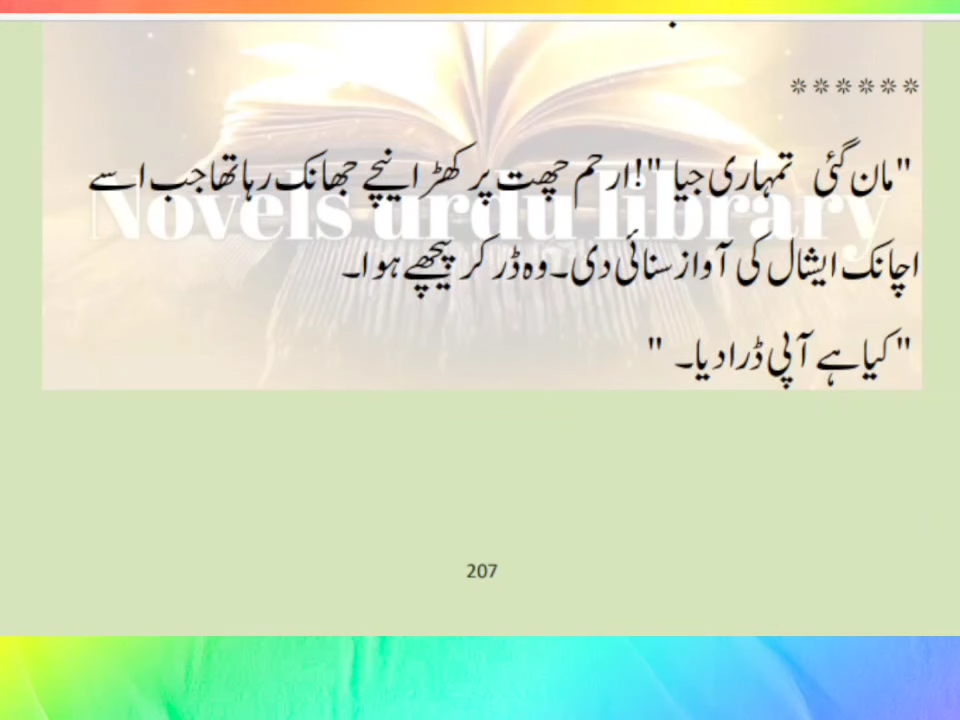 ******
"مان گئی تمہاری جیا "!ارحم چھت پر کھڑا نیچے جھانک رہا تھا جب اسے
Novels urdu library
اچانک ایشال کی آواز سنائی دی۔ وہ ڈر کر پیچھے ہوا۔
"کیا ہے آپی ڈرا دیا۔ "
207